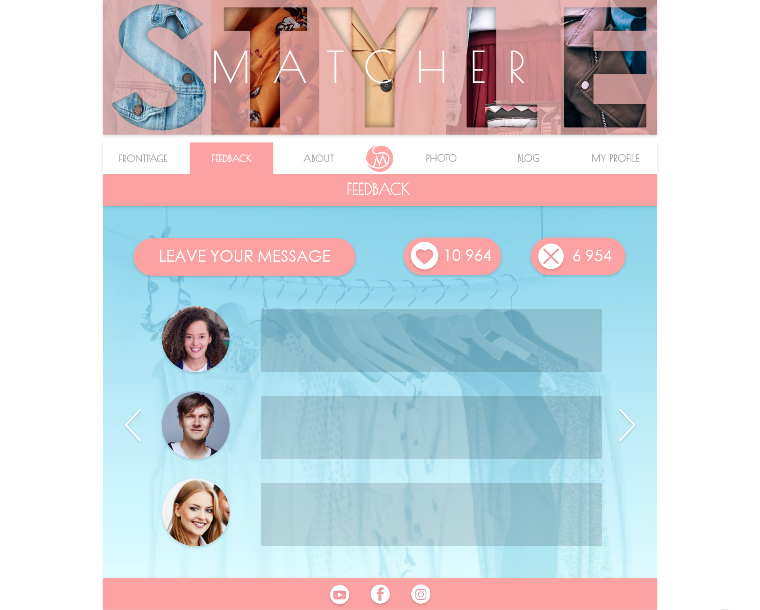 STYLE
MATCHER
FRONTPAGE FEEDBACK ABOUT M PHOTO BLOG MY PROFILE
FEEDBACK
LEAVE YOUR MESSAGE 10 964 6 954